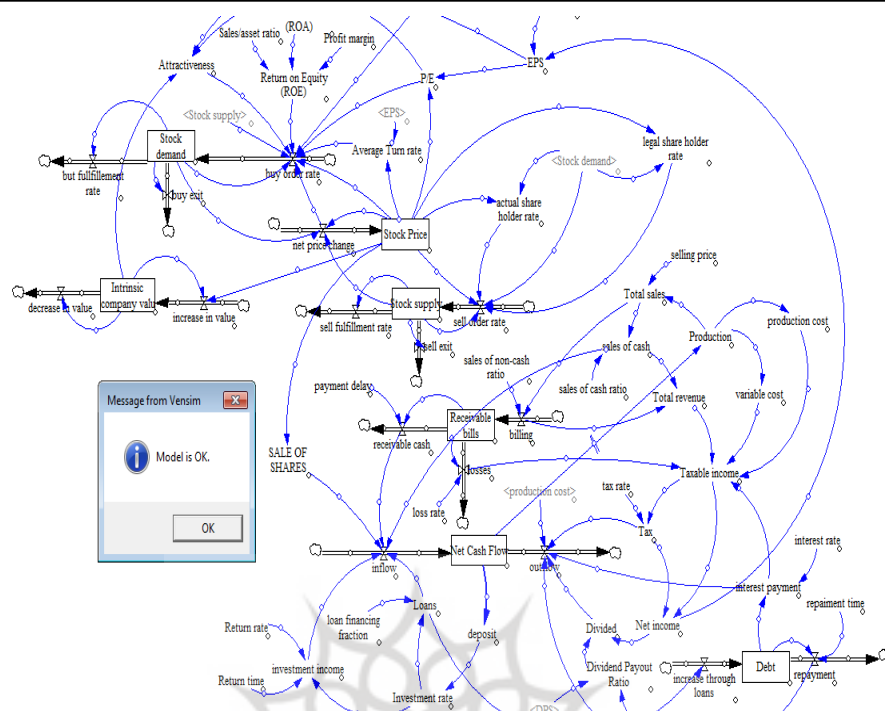 (ROA)
Sales/asset ratio
Profit margin
Attractiveness
Return on Equity
(ROE)
P/E
EPS
<Stock supply>
<EPS>
Stock
demand
Average Turn rate
legal share holder
rate
<Stock demand>
but fullfillement
rate
buy order rate
buy exit
actual share
holder rate
Stock Price
net price change
selling price
Intrinsic
company valu
decrease in value
increase in value
Total sales
Stock supply
sell fulfillment rate
sell order rate
sell exit
Production
production cost
sales of cash
sales of non-cash
ratio
sales of cash ratio
variable cost
Total revenue
payment delay
Receivable
bills
billing
receivable cash
Message from Vensim
Model is OK.
OK
SALE OF
SHARES
losses
loss rate
Taxable income
tax rate
<production cost>
Tax
interest rate
Net Cash Flow
inflow
outflow
interest payment
repaiment time
Loans
loan financing
fraction
deposit
Divided
Net income
Return rate
investment income
Return time
Investment rate
Dividend Payout
Ratio
Debt
increase through
loans
repayment
<DPS>